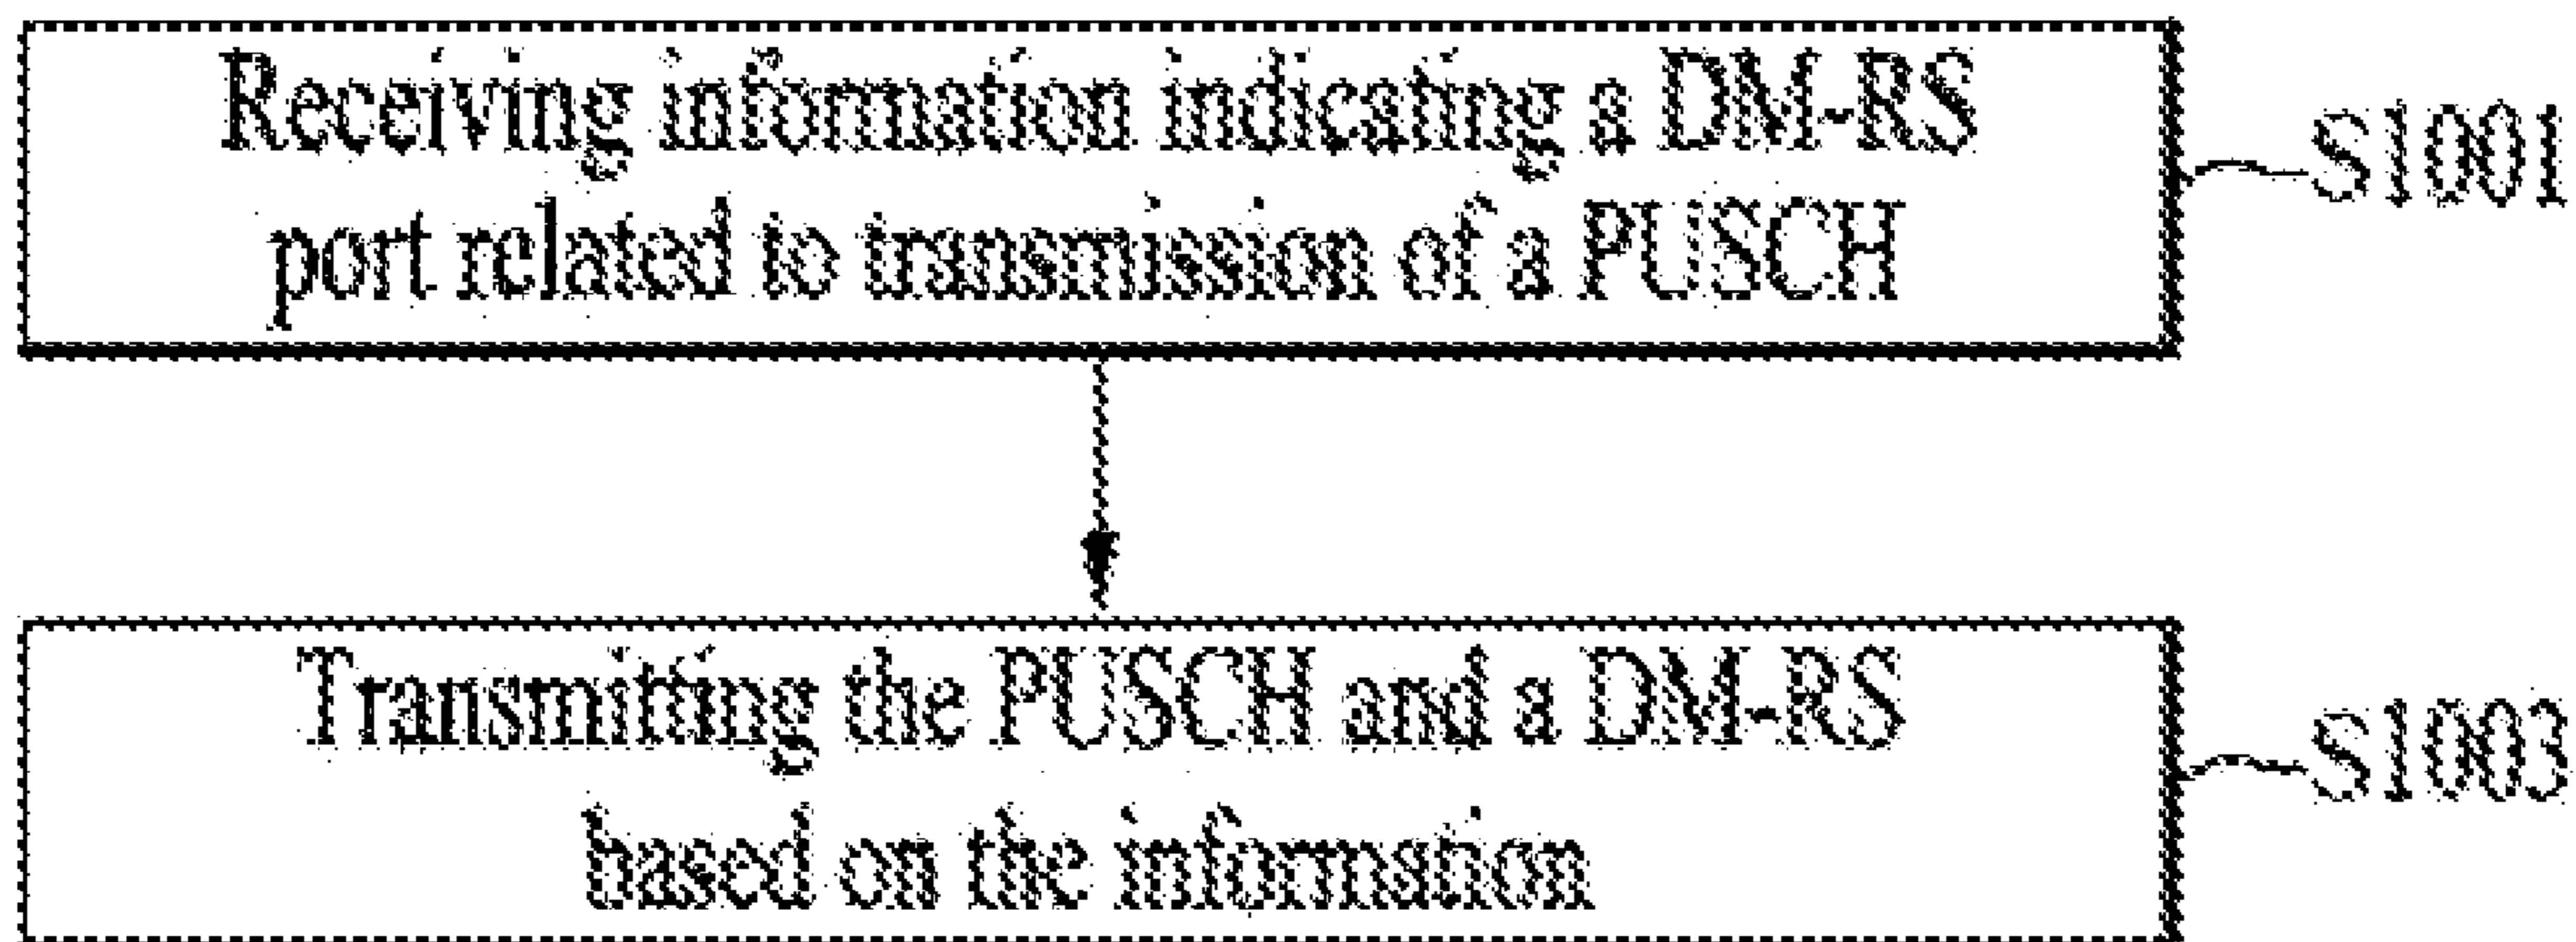 Receiving information indicating a DM-RS
port related to transmission of a PUSCH
S1001
Transmitting the PUSCH and a DM-RS
based on the information
S1003